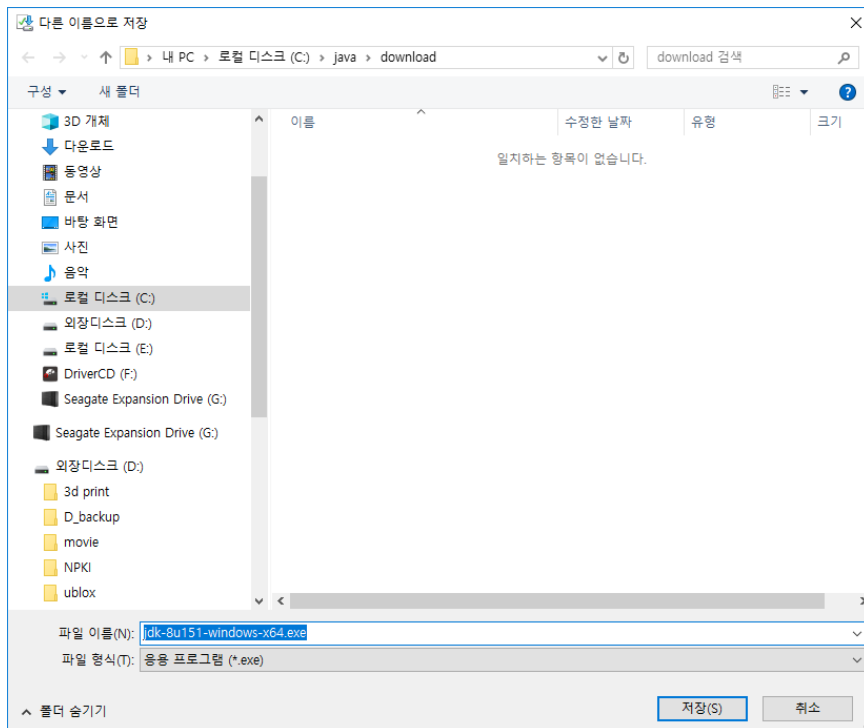 다른 이름으로 저장
내 PC > 로컬 디스크 (C:) > java > download
download 검색
구성
새 폴더
3D 개체
다운로드
동영상
문서
바탕 화면
사진
음악
로컬 디스크 (C:)
외장디스크 (D:)
로컬 디스크 (E:)
DriverCD (F:)
Seagate Expansion Drive (G:)
Seagate Expansion Drive (G:)
외장디스크 (D:)
3d print
D_backup
movie
NPKI
ublox
이름 수정한 날짜 유형 크기
일치하는 항목이 없습니다.
파일 이름(N): jdk-8u151-windows-x64.exe
파일 형식(T): 응용 프로그램 (*.exe)
폴더 숨기기
저장(S) 취소